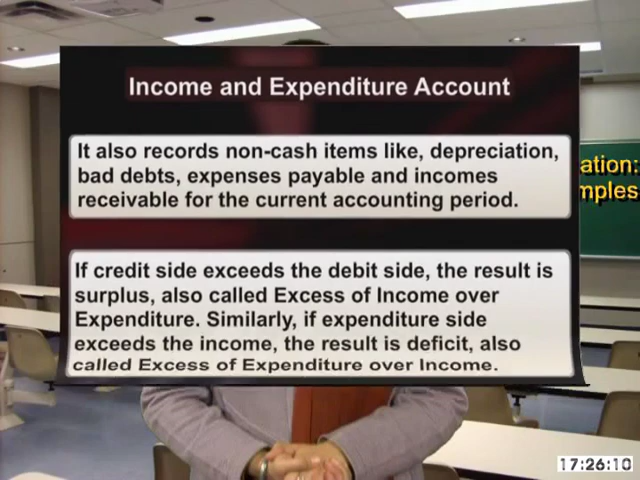 Income and Expenditure Account
It also records non-cash items like, depreciation,
bad debts, expenses payable and incomes
receivable for the current accounting period.
If credit side exceeds the debit side, the result is
surplus, also called Excess of Income over
Expenditure. Similarly, if expenditure side
exceeds the income, the result is deficit, also
called Excess of Expenditure over Income.
ation:
mples
17:26:10